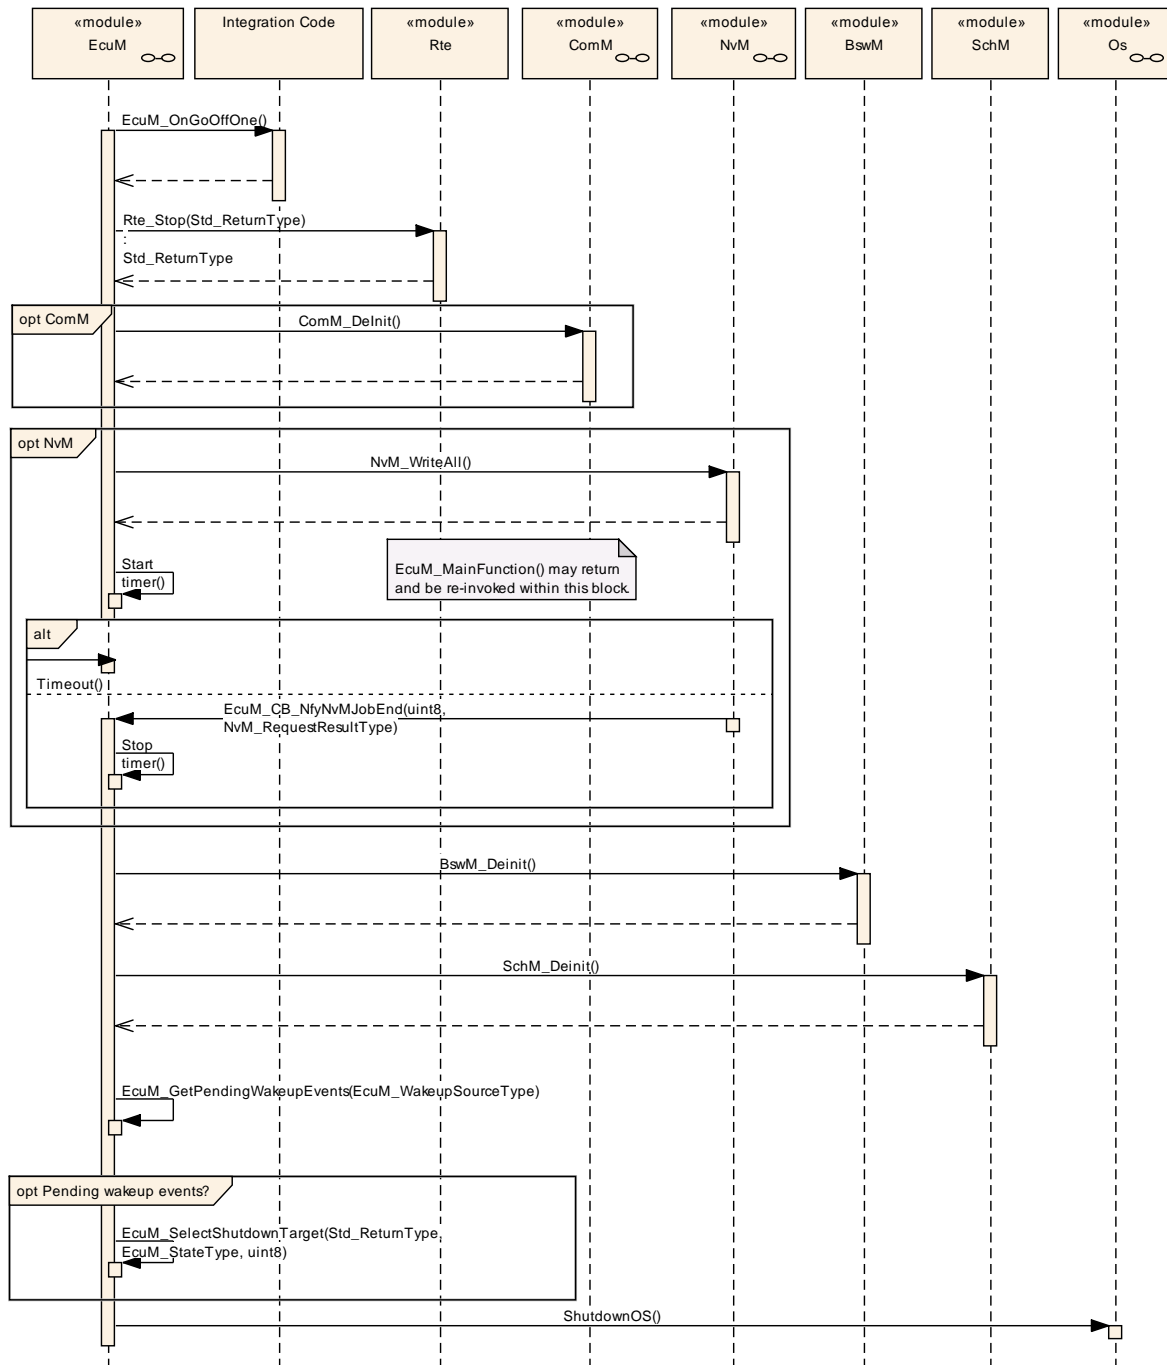 «module»
EcuM
Integration Code
«module»
Rte
«module»
ComM
«module»
NvM
«module»
BswM
«module»
SchM
«module»
Os
EcuM_OnGoOffOne()
Rte_Stop(Std_ReturnType)
:
Std_ReturnType
opt ComM
ComM_DeInit()
opt NvM
NvM_WriteAll()
Start
timer()
EcuM_MainFunction() may return
and be re-invoked within this block.
alt
Timeout()
EcuM_CB_NfyNvMJobEnd(uint8,
NvM_RequestResultType)
Stop
timer()
BswM_Deinit()
SchM_Deinit()
EcuM_GetPendingWakeupEvents(EcuM_WakeupSourceType)
opt Pending wakeup events?
EcuM_SelectShutdownTarget(Std_ReturnType,
EcuM_StateType, uint8)
ShutdownOS()